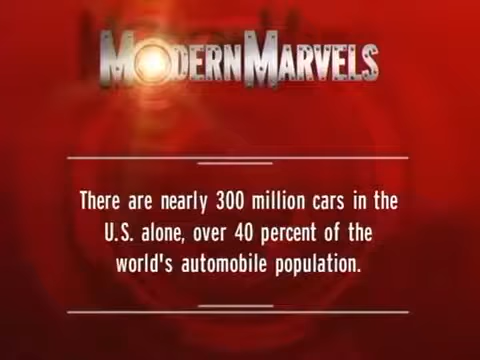 MODERN MARVELS
There are nearly 300 million cars in the
U.S. alone, over 40 percent of the
world's automobile population.